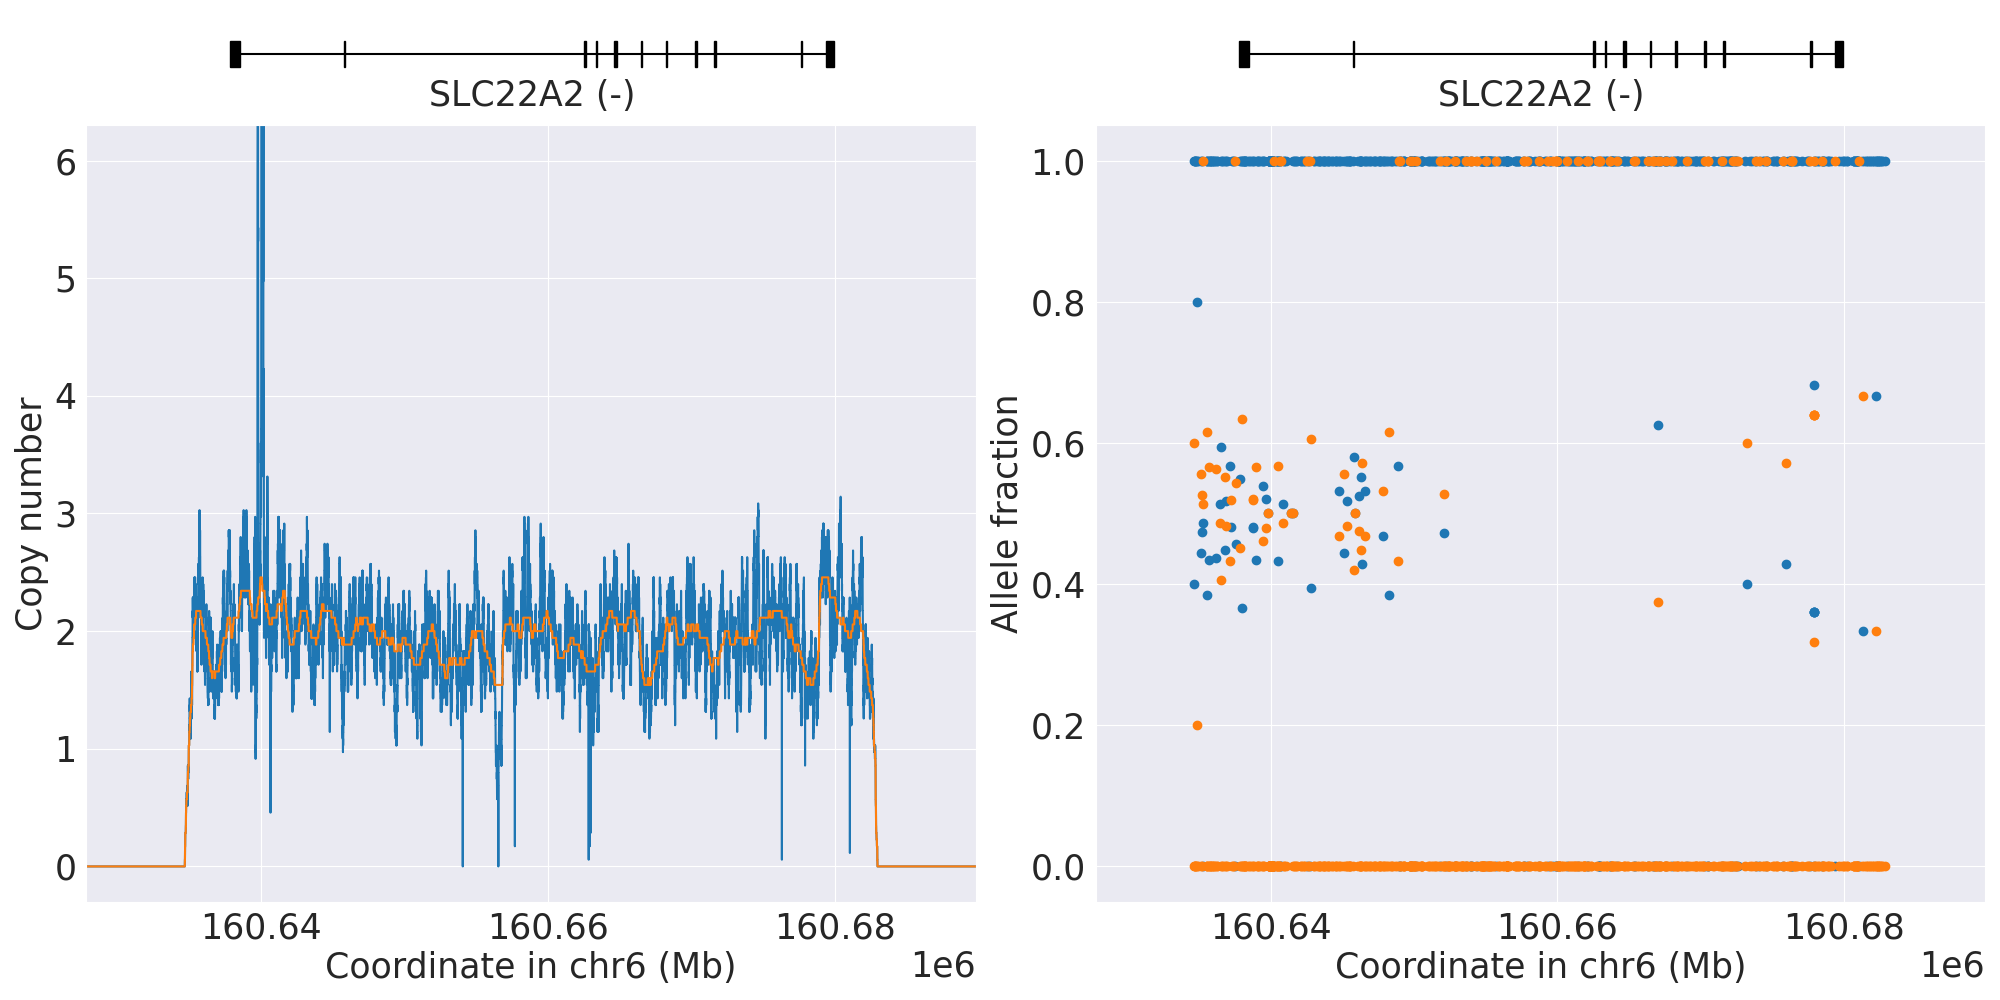 SLC22A2 (-)
Copy number
6
5
4
3
2
1
0
160.64
160.66
160.68
Coordinate in chr6 (Mb)
1e6
SLC22A2 (-)
Allele fraction
1.0
0.8
0.6
0.4
0.2
0.0
160.64
160.66
160.68
Coordinate in chr6 (Mb)
1e6